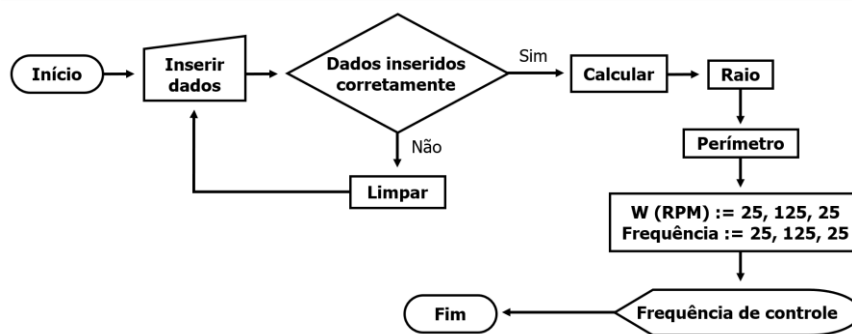 Início
Inserir
dados
Dados inseridos
corretamente
Sim
Calcular
Raio
Não
Perímetro
Limpar
W (RPM) := 25, 125, 25
Frequência := 25, 125, 25
Fim
Frequência de controle